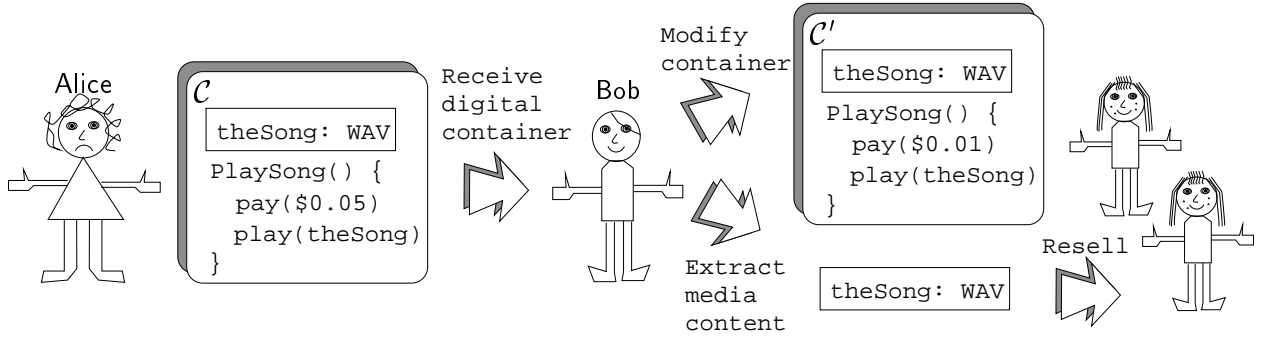 Alice
C
theSong: WAV
PlaySong() {
pay($0.05)
play(theSong)
}
Receive
digital
container
Bob
Modify
container
C'
theSong: WAV
PlaySong() {
pay($0.01)
play(theSong)
}
Extract
media
content
theSong: WAV
Resell